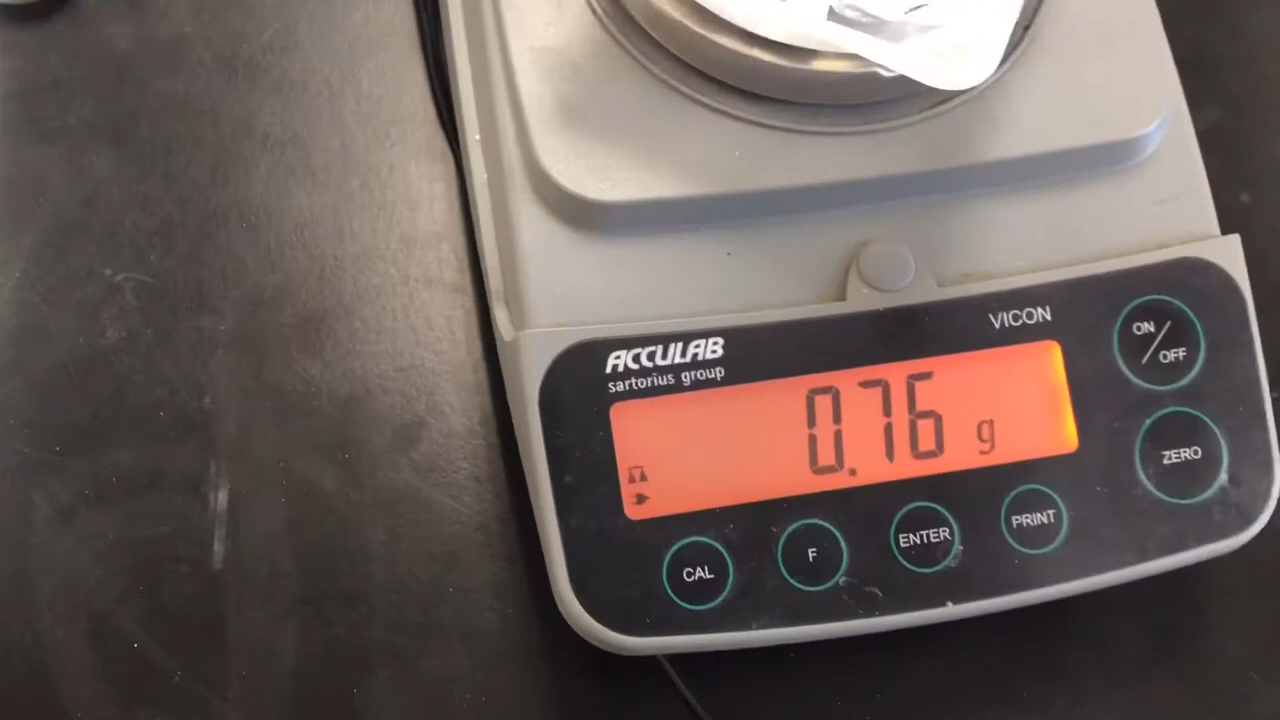 ACCULAB
sartorius group
VICON
0.76 g
ON/OFF
ZERO
CAL
F
ENTER
PRINT